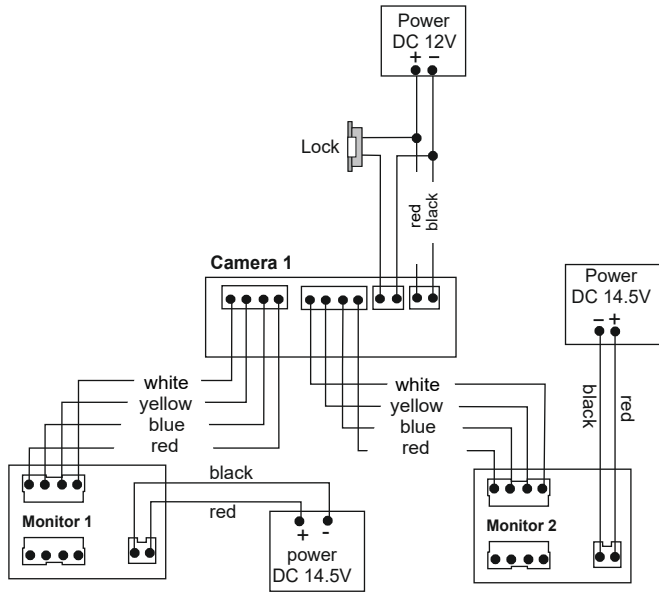 Power
DC 12V
+ −
Lock
red
black
Camera 1
Power
DC 14.5V
− +
black
red
white
yellow
blue
red
white
yellow
blue
red
black
red
Monitor 1
+ -
power
DC 14.5V
Monitor 2